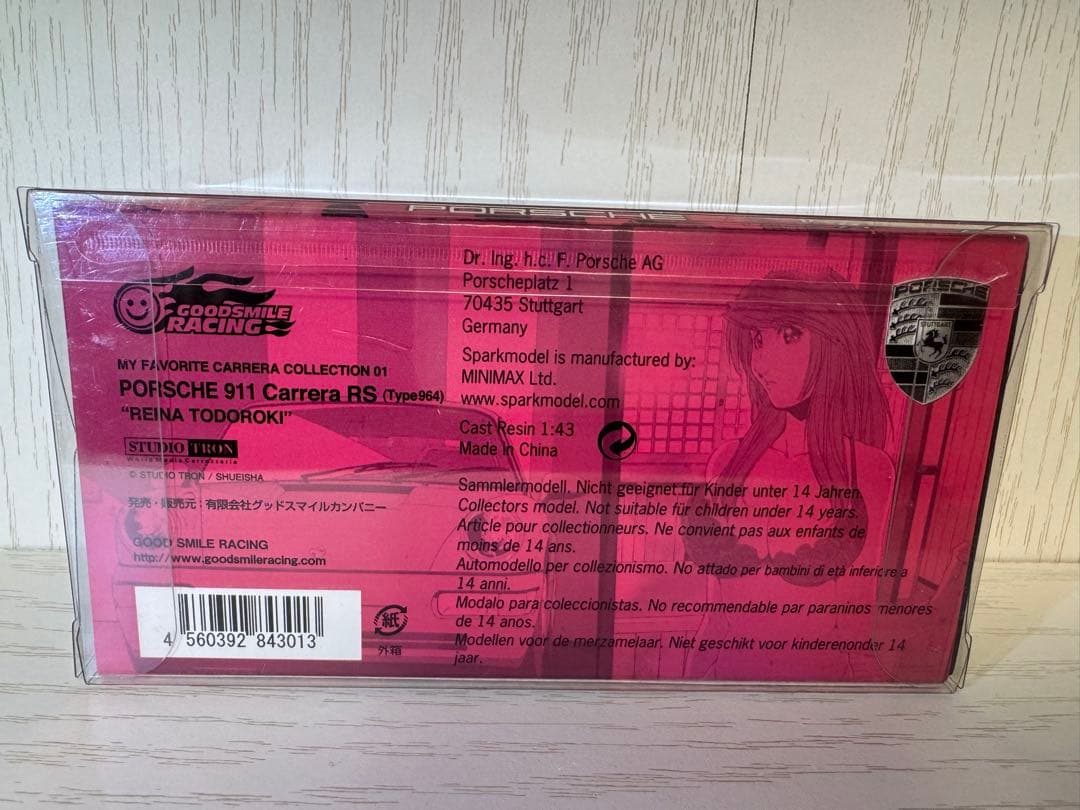 PORSCHE
GOODSMILE
RACING
MY FAVORITE CARRERA COLLECTION 01
PORSCHE 911 Carrera RS (Type964)
"REINA TODOROKI"
STUDIO TRON
World Media Carrozzeria
© STUDIO TRON / SHUEISHA
発売・販売元：有限会社グッドスマイルカンパニー
GOOD SMILE RACING
http://www.goodsmileracing.com
4 560392 843013
紙
外箱
Dr. Ing. h.c. F. Porsche AG
Porscheplatz 1
70435 Stuttgart
Germany
Sparkmodel is manufactured by:
MINIMAX Ltd.
www.sparkmodel.com
Cast Resin 1:43
Made in China
Sammlermodell. Nicht geeignet für Kinder unter 14 Jahren.
Collectors model. Not suitable für children under 14 years.
Article pour collectionneurs. Ne convient pas aux enfants de
moins de 14 ans.
Automodello per collezionismo. No attado per bambini di età inferiore a
14 anni.
Modalo para coleccionistas. No recommendable par paraninos menores
de 14 anos.
Modellen voor de merzamelaar. Niet geschikt voor kinderenonder 14
jaar.
PORSCHE
STUTTGART